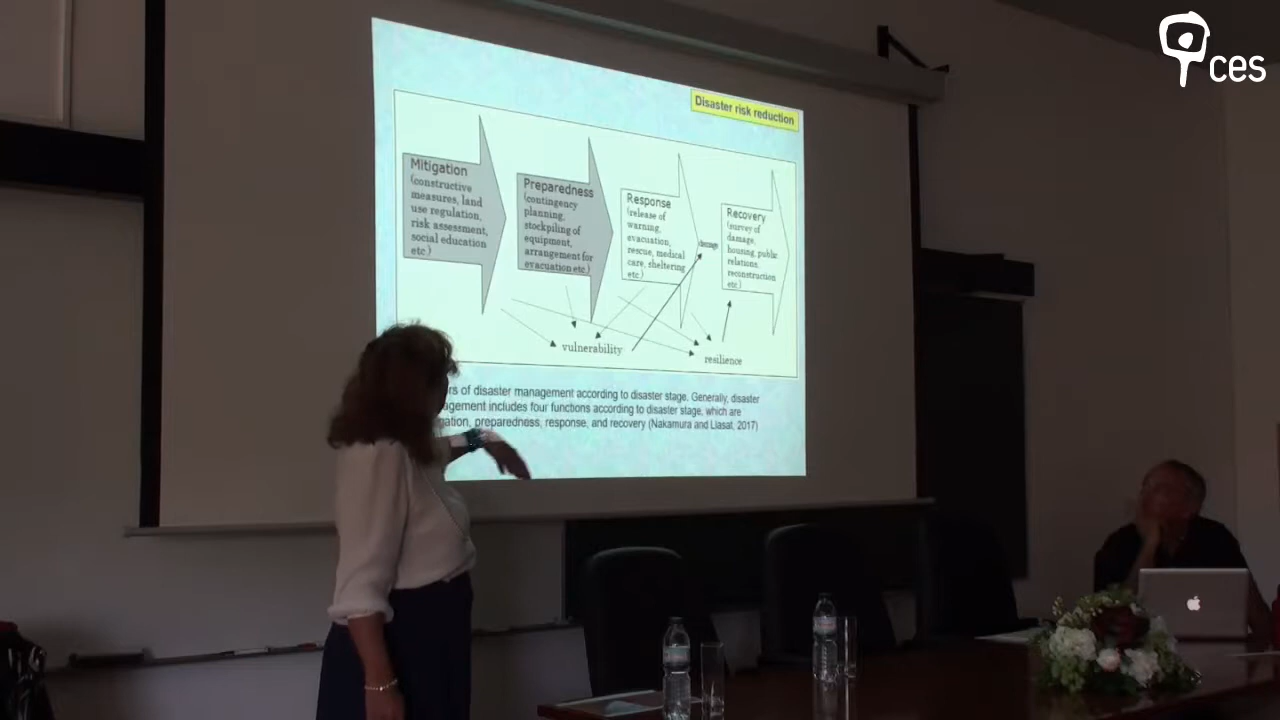 ces
Disaster risk reduction
Mitigation
(constructive
measures, land
use regulation,
risk assessment,
social education
etc.)
Preparedness
(contingency
planning,
stockpiling of
equipment,
arrangement for
evacuation etc.)
Response
(release of
warning,
evacuation,
rescue, medical
care, sheltering
etc.)
damage
Recovery
(survey of
damage,
housing, public
relations,
reconstruction
etc.)
vulnerability
resilience
of disaster management according to disaster stage. Generally, disaster
includes four functions according to disaster stage, which are
preparedness, response, and recovery (Nakamura and Llasat, 2017)